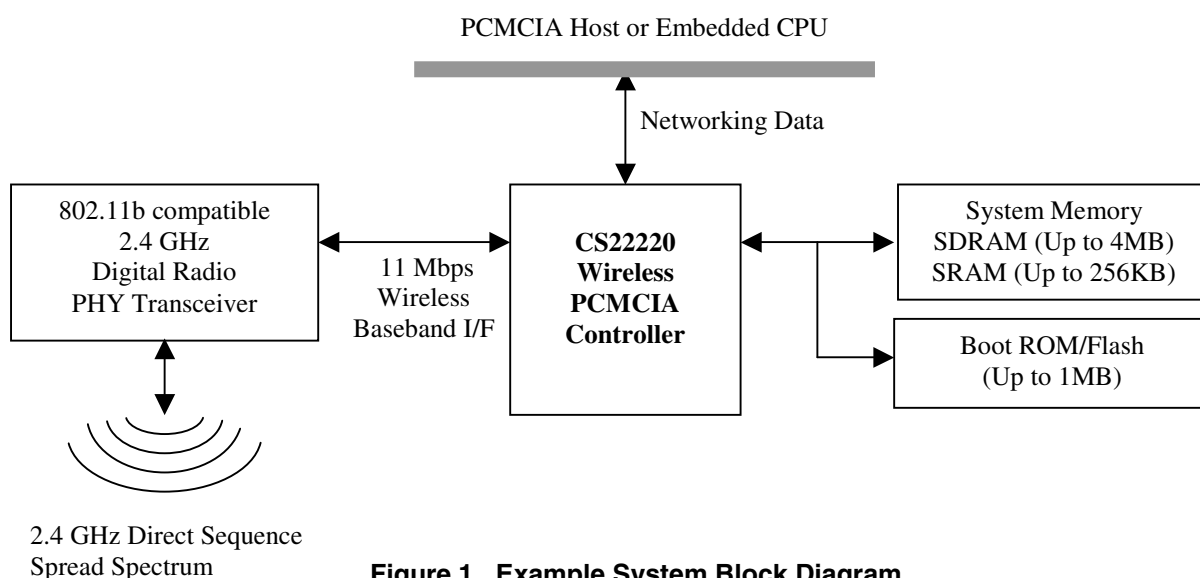 PCMCIA Host or Embedded CPU
Networking Data
802.11b compatible
2.4 GHz
Digital Radio
PHY Transceiver
11 Mbps
Wireless
Baseband I/F
CS22220
Wireless
PCMCIA
Controller
System Memory
SDRAM (Up to 4MB)
SRAM (Up to 256KB)
Boot ROM/Flash
(Up to 1MB)
2.4 GHz Direct Sequence
Spread Spectrum
Figure 1. Example System Block Diagram